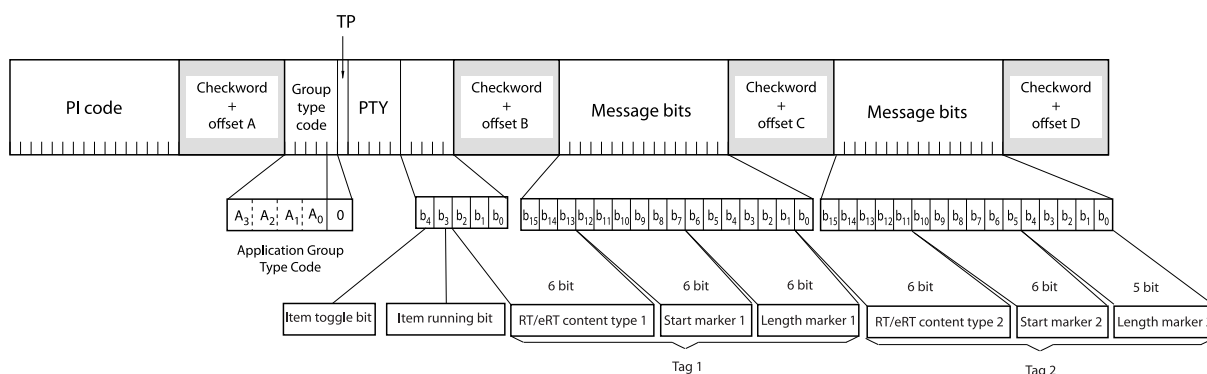 TP
PI code
Checkword
+
offset A
Group
type
code
PTY
Checkword
+
offset B
Message bits
Checkword
+
offset C
Message bits
Checkword
+
offset D
A3 A2 A1 A0 0
b4 b3 b2 b1 b0
b15 b14 b13 b12 b11 b10 b9 b8 b7 b6 b5 b4 b3 b2 b1 b0
b15 b14 b13 b12 b11 b10 b9 b8 b7 b6 b5 b4 b3 b2 b1 b0
Application Group
Type Code
6 bit
6 bit
6 bit
6 bit
6 bit
5 bit
Item toggle bit
Item running bit
RT/eRT content type 1
Start marker 1
Length marker 1
RT/eRT content type 2
Start marker 2
Length marker
Tag 1
Tag 2